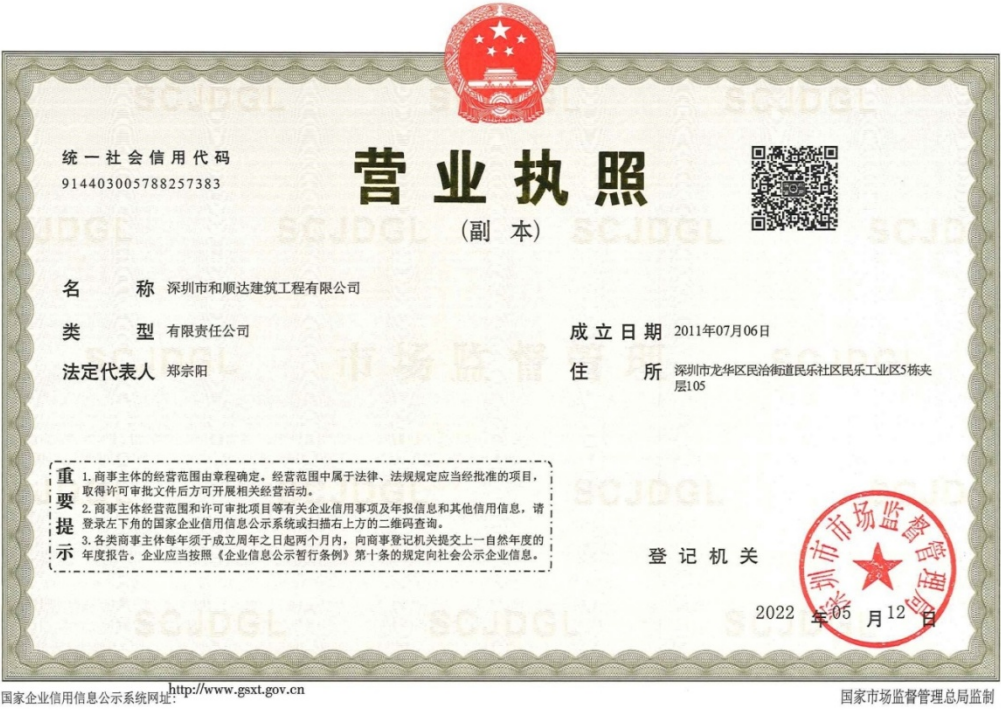 统一社会信用代码
914403005788257383
营业执照
(副 本)
名 称 深圳市和顺达建筑工程有限公司
类 型 有限责任公司
成立日期 2011年07月06日
法定代表人 郑宗阳
住 所 深圳市龙华区民治街道民乐社区民乐工业区5栋夹
层105
重要提示
1.商事主体的经营范围由章程确定。经营范围中属于法律、法规规定应当经批准的项目,
取得许可审批文件后方可开展相关经营活动。
2.商事主体经营范围和许可审批项目等有关企业信用事项及年报信息和其他信用信息,请
登录左下角的国家企业信用信息公示系统或扫描右上方的二维码查询。
3.各类商事主体每年须于成立周年之日起两个月内,向商事登记机关提交上一自然年度的
年度报告。企业应当按照《企业信息公示暂行条例》第十条的规定向社会公示企业信息。
登记机关
深圳市市场监督管理局
2022 年 05 月 12 日
SCJDGL
市场监督管理
国家企业信用信息公示系统网址:http://www.gsxt.gov.cn
国家市场监督管理总局监制